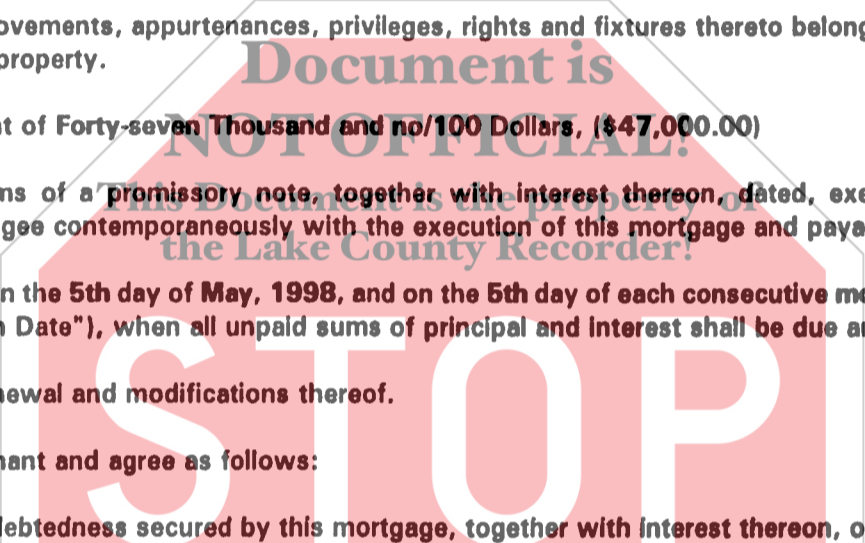 ovements, appurtenances, privileges, rights and fixtures thereto belong
property.
Document is
t of Forty-seven Thousand and no/100 Dollars, ($47,000.00)
NOT OFFICIAL!
ns of a promissory note, together with interest thereon, dated, exe
This Document is the property of
gee contemporaneously with the execution of this mortgage and paya
the Lake County Recorder!
n the 5th day of May, 1998, and on the 5th day of each consecutive mo
n Date"), when all unpaid sums of principal and interest shall be due a
STOP
newal and modifications thereof.
nant and agree as follows:
lebtedness secured by this mortgage, together with interest thereon, o